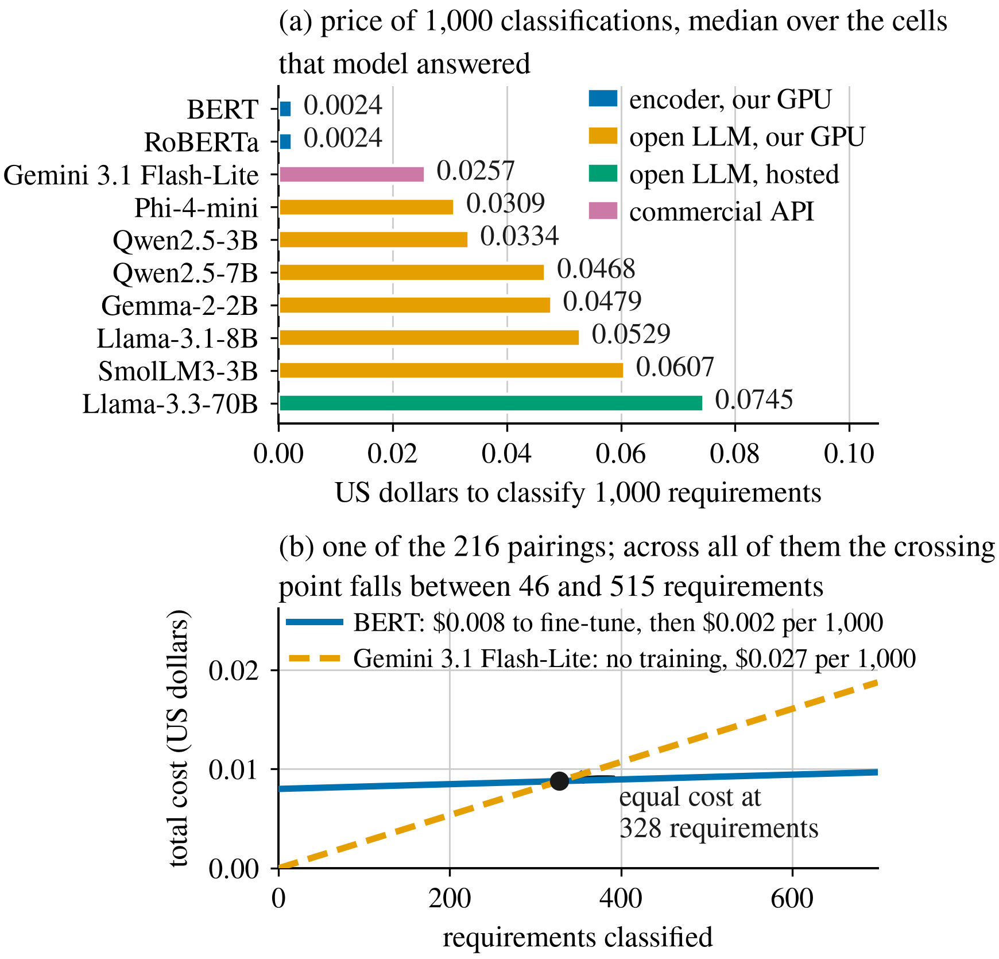 (a) price of 1,000 classifications, median over the cells
that model answered
BERT 0.0024
RoBERTa 0.0024
Gemini 3.1 Flash-Lite 0.0257
Phi-4-mini 0.0309
Qwen2.5-3B 0.0334
Qwen2.5-7B 0.0468
Gemma-2-2B 0.0479
Llama-3.1-8B 0.0529
SmolLM3-3B 0.0607
Llama-3.3-70B 0.0745
encoder, our GPU
open LLM, our GPU
open LLM, hosted
commercial API
0.00 0.02 0.04 0.06 0.08 0.10
US dollars to classify 1,000 requirements
(b) one of the 216 pairings; across all of them the crossing
point falls between 46 and 515 requirements
BERT: $0.008 to fine-tune, then $0.002 per 1,000
Gemini 3.1 Flash-Lite: no training, $0.027 per 1,000
total cost (US dollars)
0.02
0.01
0.00
equal cost at
328 requirements
0 200 400 600
requirements classified